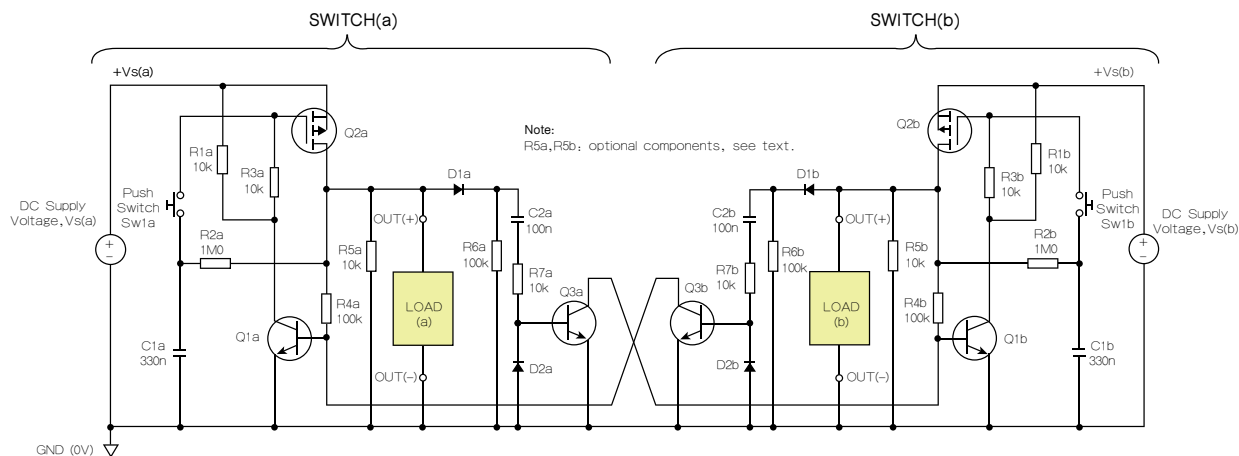 SWITCH(a)
SWITCH(b)
+Vs(a)
+Vs(b)
Q2a
Q2b
Note:
R5a,R5b: optional components, see text.
R1a
10k
R3a
10k
R1b
10k
R3b
10k
D1a
D1b
Push
Switch
Sw1a
Push
Switch
Sw1b
DC Supply
Voltage,Vs(a)
DC Supply
Voltage,Vs(b)
+
−
+
−
OUT(+)
OUT(+)
C2a
100n
C2b
100n
R2a
1M0
R2b
1M0
R5a
10k
R6a
100k
R6b
100k
R5b
10k
R7a
10k
R7b
10k
Q3a
Q3b
LOAD
(a)
LOAD
(b)
R4a
100k
R4b
100k
Q1a
Q1b
C1a
330n
C1b
330n
D2a
D2b
OUT(−)
OUT(−)
GND (0V)